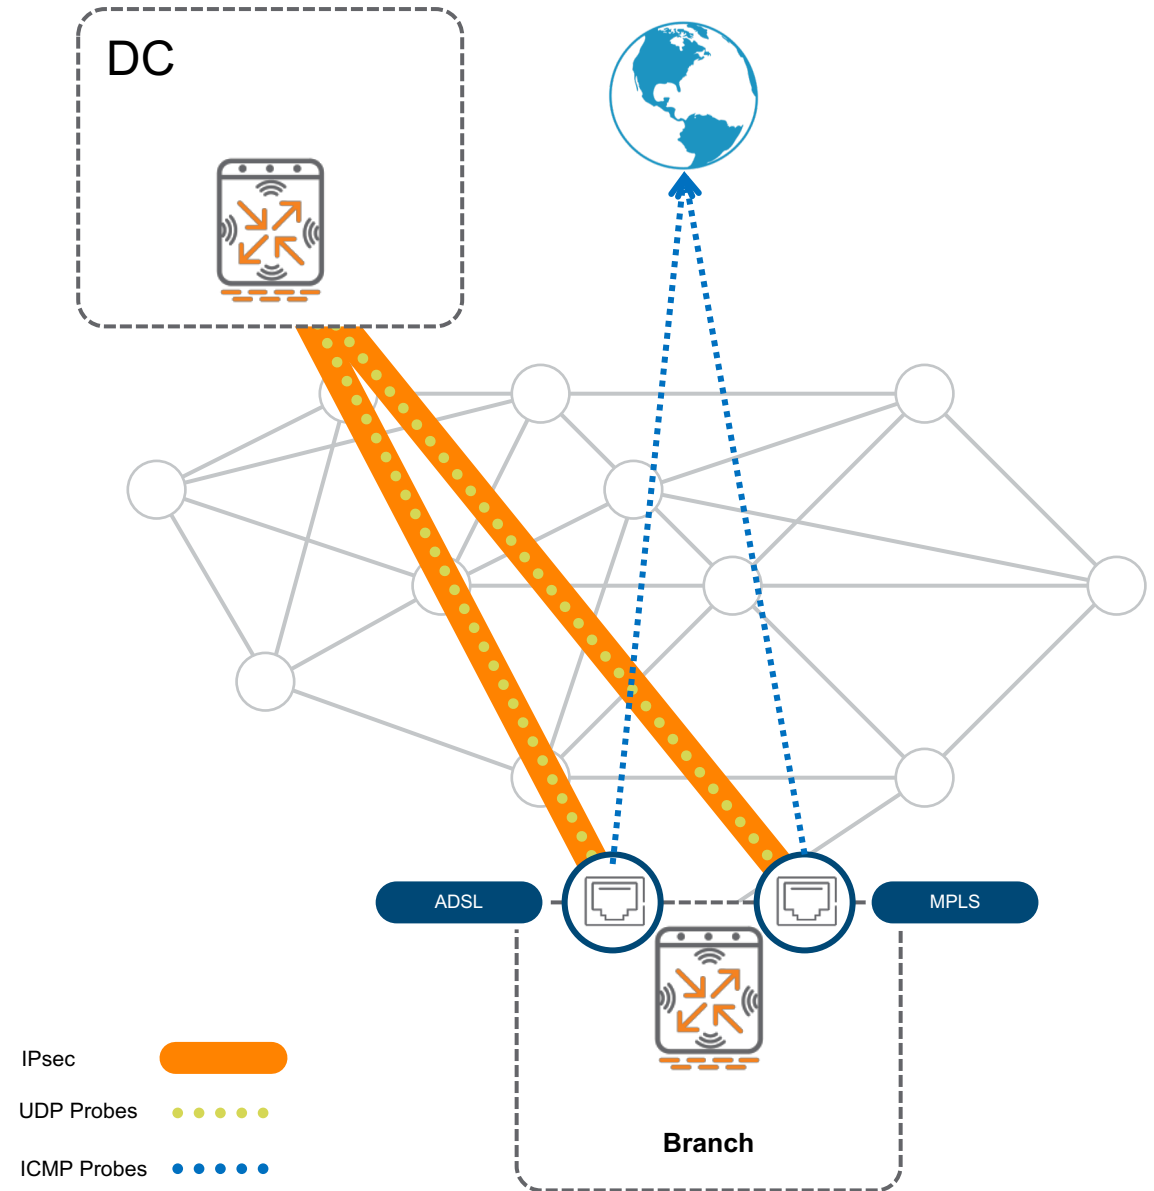 DC
ADSL
MPLS
IPsec
UDP Probes
Branch
ICMP Probes